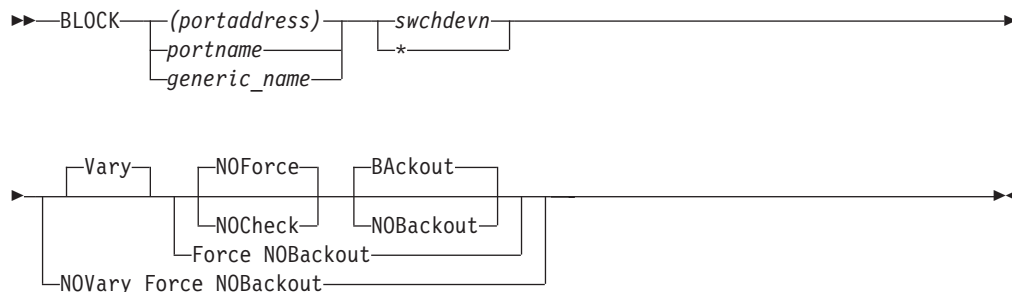 BLOCK (portaddress) swchdevn
portname *
generic_name
Vary NOForce BAckout
NOCheck NOBackout
Force NOBackout
NOVary Force NOBackout